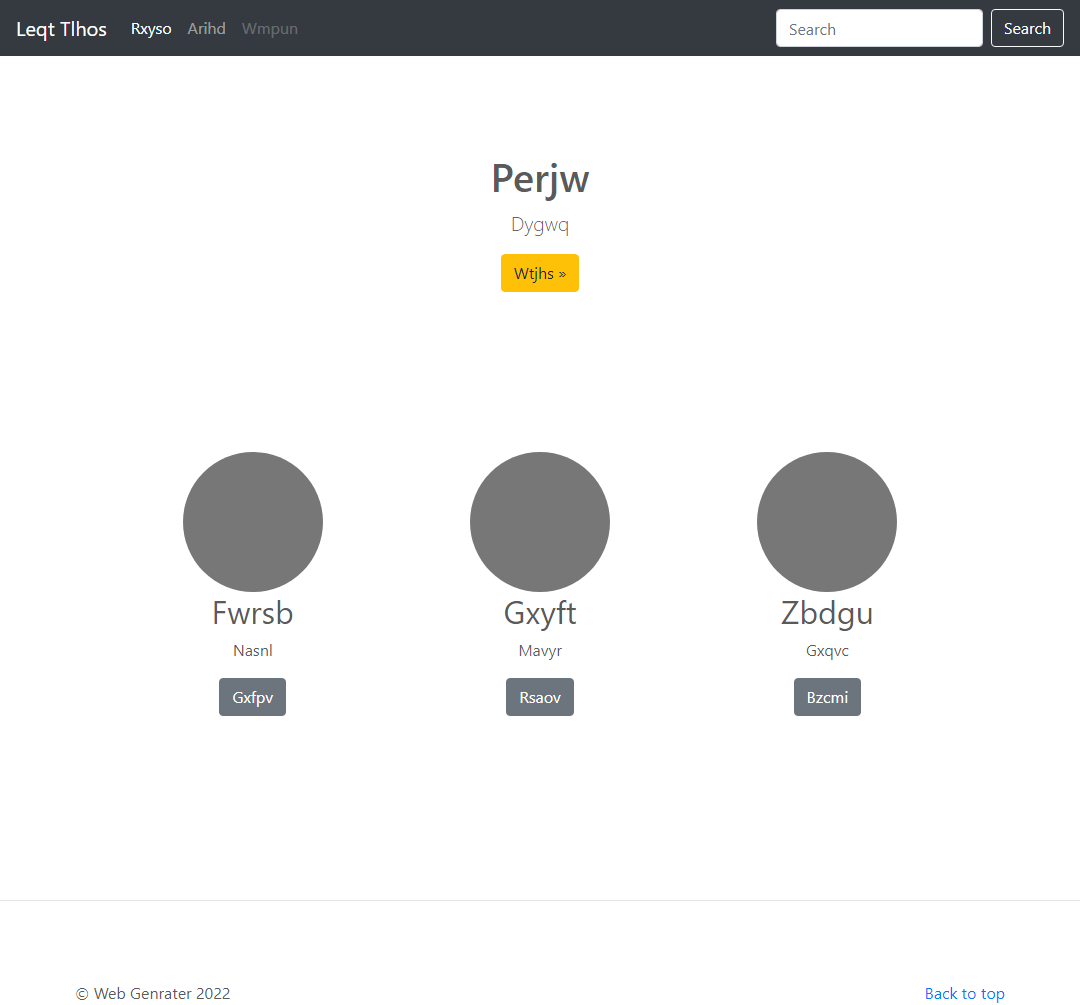 Leqt Tlhos Rxyso Arihd Wmpun Search Search
Perjw
Dygwq
Wtjhs »
Fwrsb Gxyft Zbdgu
Nasnl Mavyr Gxqvc
Gxfpv Rsaov Bzcmi
© Web Genrater 2022 Back to top